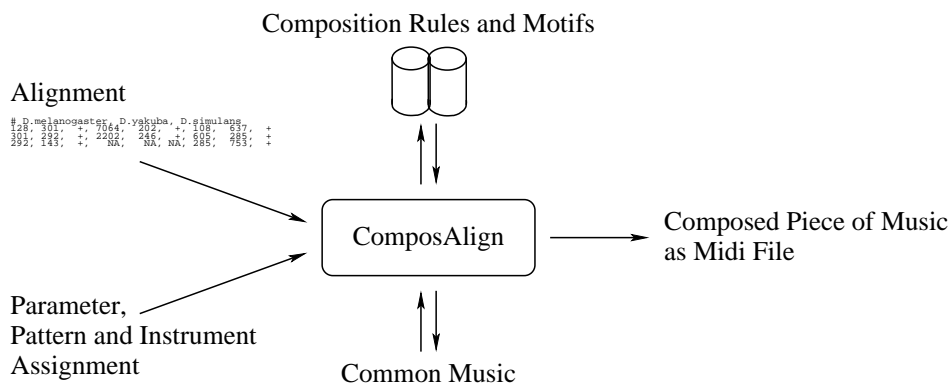 Composition Rules and Motifs
Alignment
# D.melanogaster, D.yakuba, D.simulans
128, 301, +, 7064, 202, +, 108, 637, +
301, 292, +, 2202, 246, +, 605, 285, +
292, 143, +, NA, NA, NA, 285, 753, +
ComposAlign
Composed Piece of Music
as Midi File
Parameter,
Pattern and Instrument
Assignment
Common Music